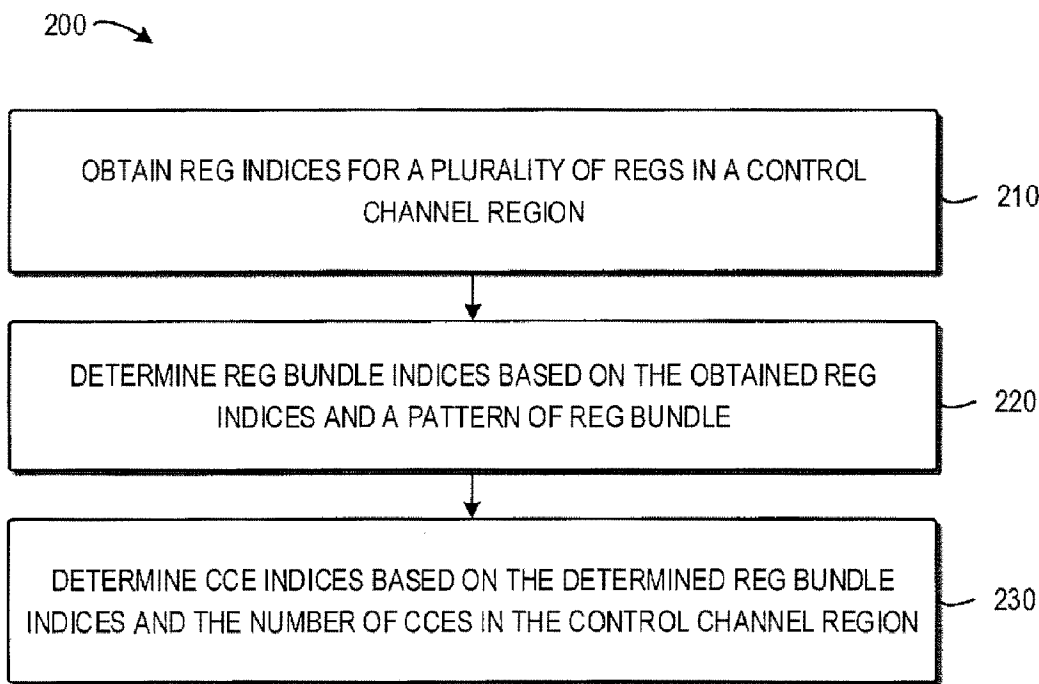 200
OBTAIN REG INDICES FOR A PLURALITY OF REGS IN A CONTROL
CHANNEL REGION
210
DETERMINE REG BUNDLE INDICES BASED ON THE OBTAINED REG
INDICES AND A PATTERN OF REG BUNDLE
220
DETERMINE CCE INDICES BASED ON THE DETERMINED REG BUNDLE
INDICES AND THE NUMBER OF CCES IN THE CONTROL CHANNEL REGION
230